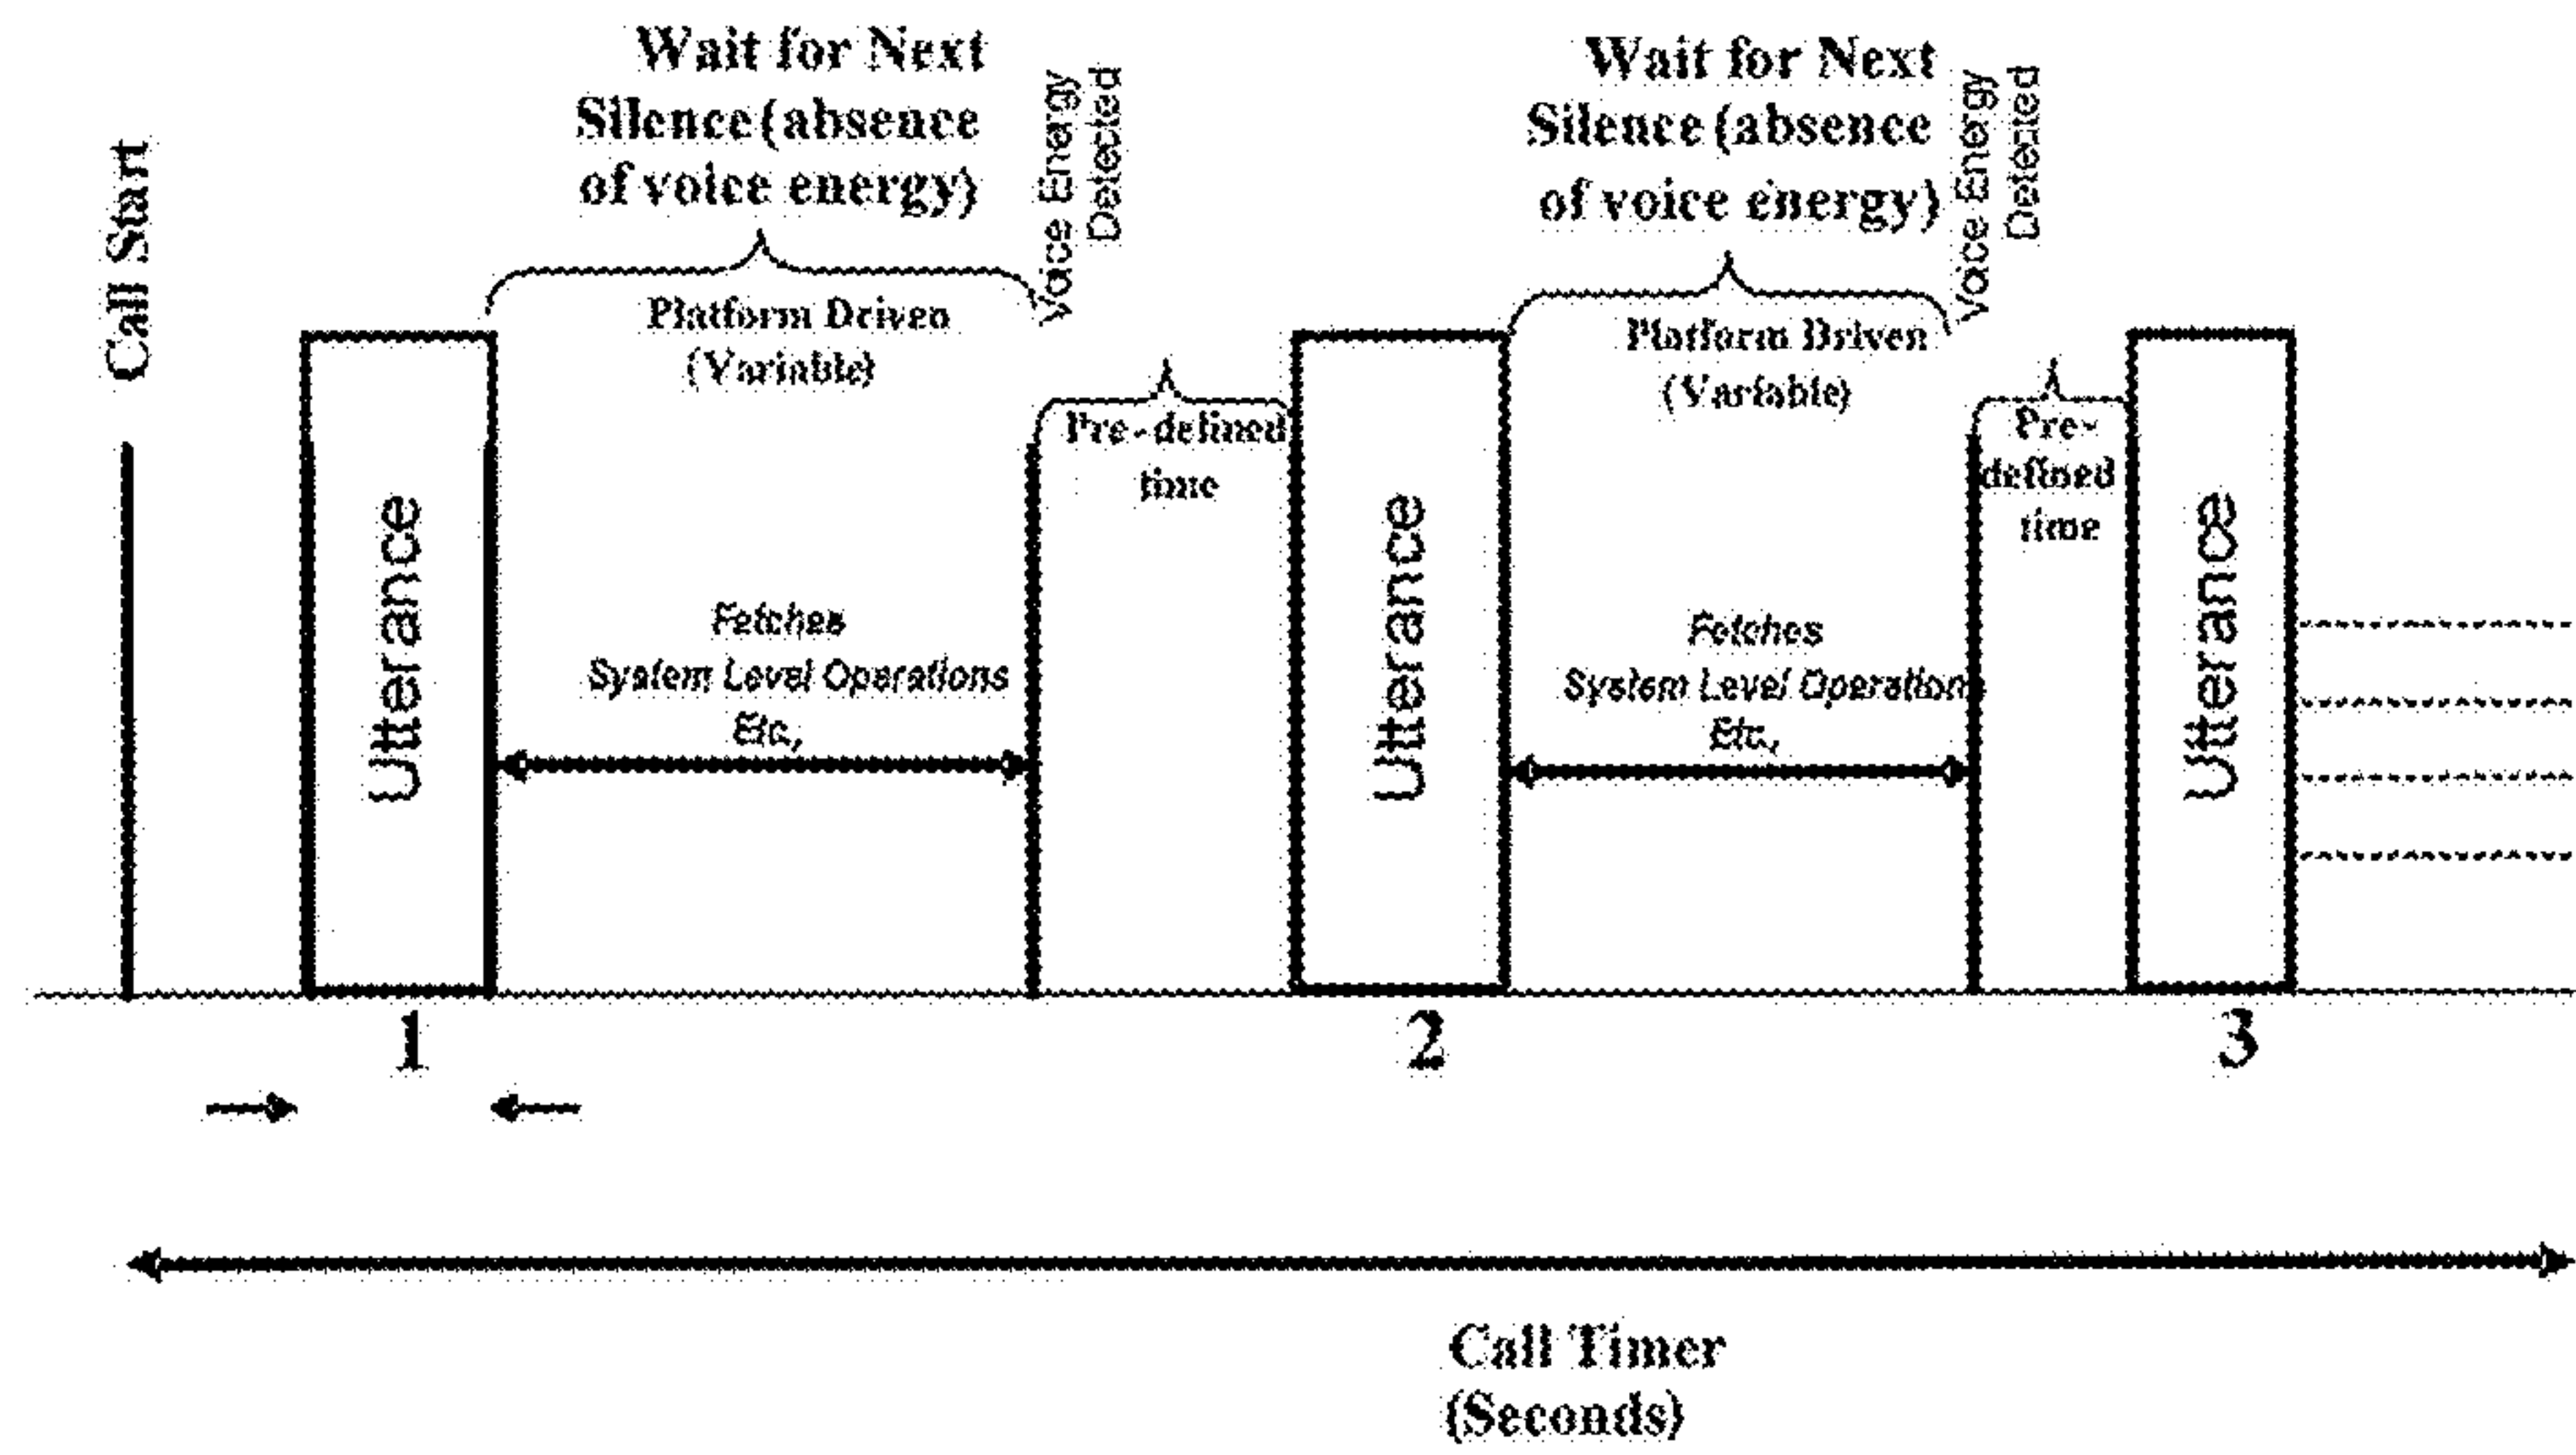 Call Start
Wait for Next
Silence (absence
of voice energy)
Platform Driven
(Variable)
Voice Energy
Detected
Wait for Next
Silence (absence
of voice energy)
Platform Driven
(Variable)
Voice Energy
Detected
Pre-defined
time
Pre-
defined
time
Utterance
Fetches
System Level Operations
Etc,
Utterance
Fetches
System Level Operation
Etc.,
Utterance
1
2
3
Call Timer
(Seconds)